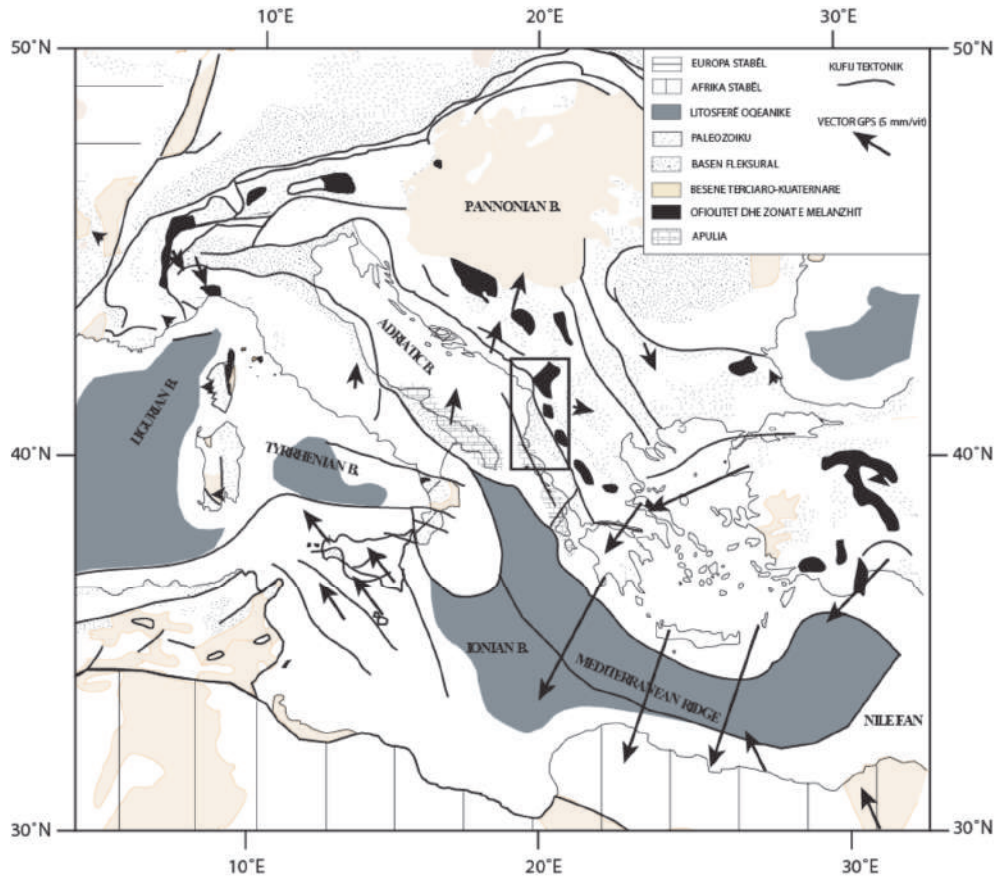 10˚E 20˚E 30˚E
50˚N 50˚N
EUROPA STABËL
AFRIKA STABËL
LITOSFERË OQEANIKE
PALEOZOIKU
BASEN FLEKSURAL
BESENE TERCIARO-KUATERNARE
OFIOLITET DHE ZONAT E MELANZHIT
APULIA
KUFIJ TEKTONIK
VECTOR GPS (5 mm/vit)
PANNONIAN B.
ADRIATIC B.
LIGURIAN B.
40˚N 40˚N
TYRRHENIAN B.
IONIAN B.
MEDITERRANEAN RIDGE
NILE FAN
30˚N 30˚N
10˚E 20˚E 30˚E